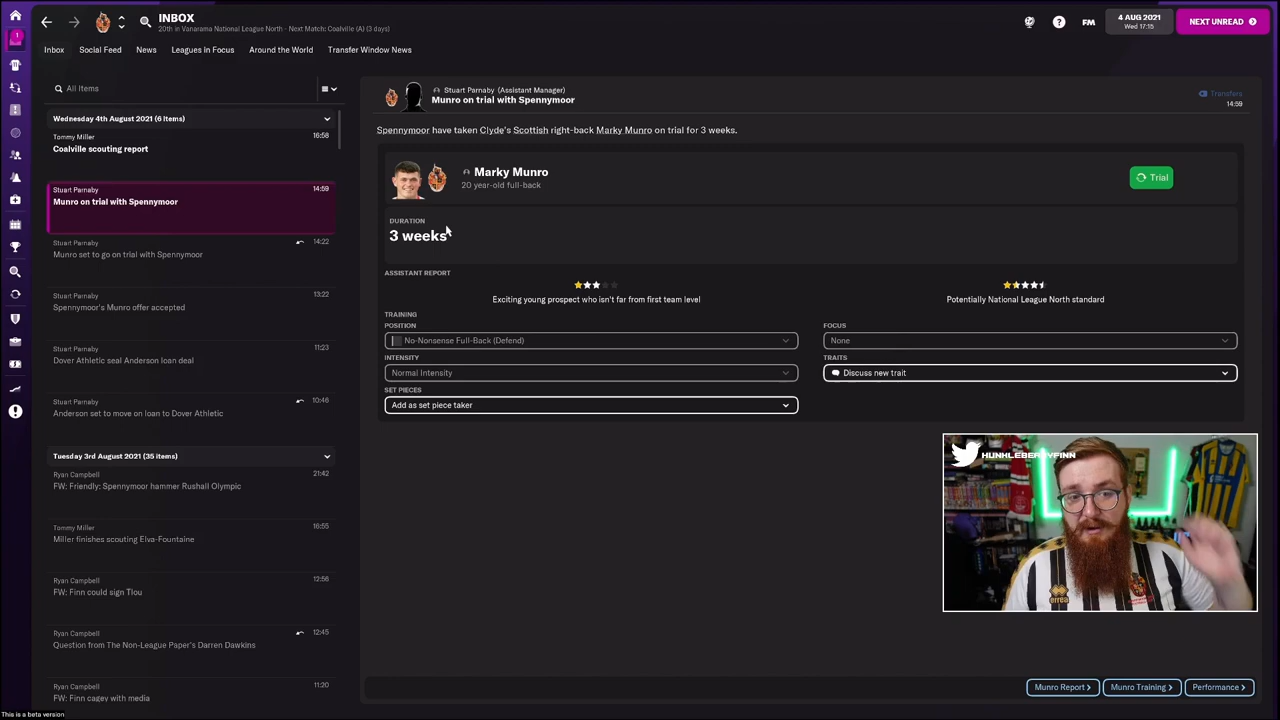 INBOX
20th in Vanarama National League North - Next Match: Coalville (A) (3 days)
FM
4 AUG 2021
Wed 17:15
NEXT UNREAD
1
Inbox
Social Feed
News
Leagues in Focus
Around the World
Transfer Window News
All Items
Wednesday 4th August 2021 (6 Items)
Tommy Miller
16:58
Coalville scouting report
Stuart Parnaby
14:59
Munro on trial with Spennymoor
Stuart Parnaby
14:22
Munro set to go on trial with Spennymoor
Stuart Parnaby
13:22
Spennymoor's Munro offer accepted
Stuart Parnaby
11:23
Dover Athletic seal Anderson loan deal
Stuart Parnaby
10:46
Anderson set to move on loan to Dover Athletic
Tuesday 3rd August 2021 (35 items)
Ryan Campbell
21:42
FW: Friendly: Spennymoor hammer Rushall Olympic
Tommy Miller
16:55
Miller finishes scouting Elva-Fountaine
Ryan Campbell
12:56
FW: Finn could sign Tlou
Ryan Campbell
12:45
Question from The Non-League Paper's Darren Dawkins
Ryan Campbell
11:20
FW: Finn cagey with media
Stuart Parnaby (Assistant Manager)
Munro on trial with Spennymoor
Transfers
14:59
Spennymoor have taken Clyde's Scottish right-back Marky Munro on trial for 3 weeks.
Marky Munro
20 year-old full-back
Trial
DURATION
3 weeks
ASSISTANT REPORT
Exciting young prospect who isn't far from first team level
Potentially National League North standard
TRAINING
POSITION
No-Nonsense Full-Back (Defend)
FOCUS
None
INTENSITY
Normal Intensity
TRAITS
Discuss new trait
SET PIECES
Add as set piece taker
HUNKLEBERRYFINN
errea
Munro Report
Munro Training
Performance
This is a beta version